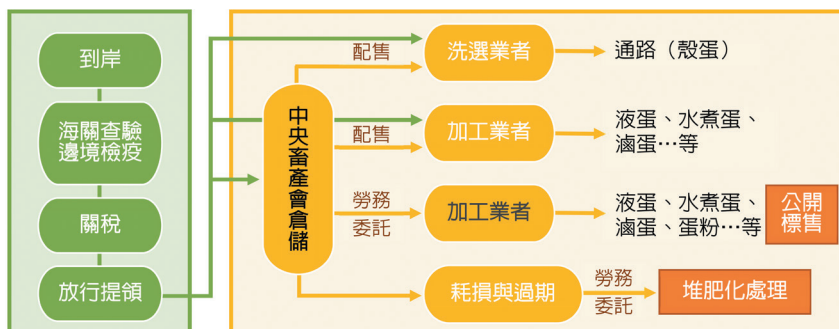 到岸
海關查驗
邊境檢疫
關稅
放行提領
中央畜產會倉儲
配售
洗選業者
通路（殼蛋）
配售
加工業者
液蛋、水煮蛋、
滷蛋⋯等
勞務
委託
加工業者
液蛋、水煮蛋、
滷蛋、蛋粉⋯等
公開
標售
耗損與過期
勞務
委託
堆肥化處理